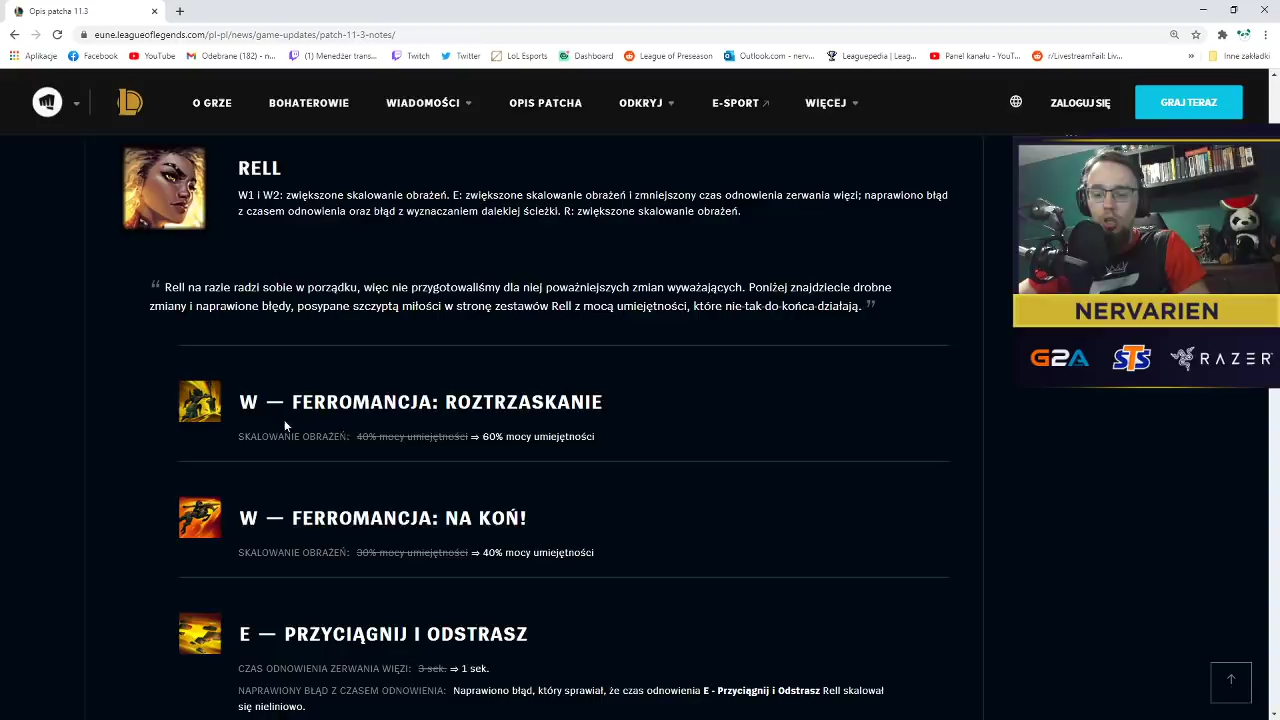 Opis patcha 11.3
eune.leagueoflegends.com/pl-pl/news/game-updates/patch-11-3-notes/
Aplikacje Facebook YouTube Odebrane (2) - n... (1) Menedżer trans... Twitch Twitter LoL Esports Dashboard League of Preseason Outlook.com - nerv... Leaguepedia | Leag... Panel kanału - YouT... r/LivestreamFail: Liv... » Inne zakładki
O GRZE BOHATEROWIE WIADOMOŚCI OPIS PATCHA ODKRYJ E-SPORT WIĘCEJ ZALOGUJ SIĘ GRAJ TERAZ
RELL
W1 i W2: zwiększone skalowanie obrażeń. E: zwiększone skalowanie obrażeń i zmniejszony czas odnowienia zerwania więzi; naprawiono błąd
z czasem odnowienia oraz błąd z wyznaczaniem dalekiej ścieżki. R: zwiększone skalowanie obrażeń.
“ Rell na razie radzi sobie w porządku, więc nie przygotowaliśmy dla niej poważniejszych zmian wyważających. Poniżej znajdziecie drobne
zmiany i naprawione błędy, posypane szczyptą miłości w stronę zestawów Rell z mocą umiejętności, które nie-tak-do-końca-działają. ”
NERVARIEN
G2A STS RAZER
W — FERROMANCJA: ROZTRZASKANIE
SKALOWANIE OBRAŻEŃ: 40% mocy umiejętności ⇒ 60% mocy umiejętności
W — FERROMANCJA: NA KOŃ!
SKALOWANIE OBRAŻEŃ: 30% mocy umiejętności ⇒ 40% mocy umiejętności
E — PRZYCIĄGNIJ I ODSTRASZ
CZAS ODNOWIENIA ZERWANIA WIĘZI: 3 sek. ⇒ 1 sek.
NAPRAWIONY BŁĄD Z CZASEM ODNOWIENIA: Naprawiono błąd, który sprawiał, że czas odnowienia E - Przyciągnij i Odstrasz Rell skalował
się nieliniowo.